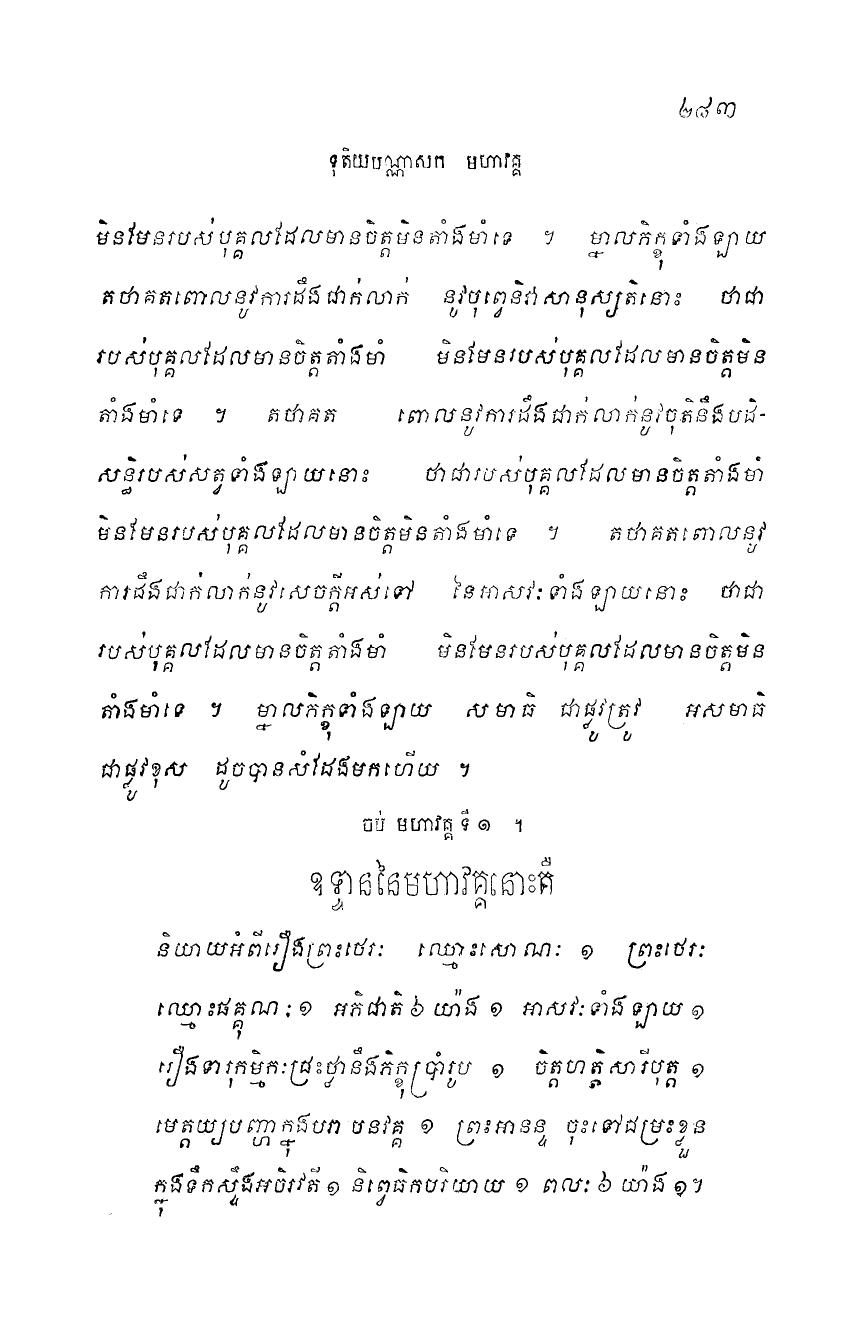 ២៨៣
ទុតិយបណ្ណាសក មហាវគ្គ
មិនមែនរបស់បុគ្គលដែលមានចិត្តមិនតាំងមាំទេ ។ ម្នាលភិក្ខុទាំងឡាយ
តថាគតពោលនូវការដឹងជាក់លាក់ នូវបុព្វេនិវាសានុស្សតិនោះ ថាជា
របស់បុគ្គលដែលមានចិត្តតាំងមាំ មិនមែនរបស់បុគ្គលដែលមានចិត្តមិន
តាំងមាំទេ ។ តថាគត ពោលនូវការដឹងជាក់លាក់នូវចុតិនឹងបដិ-
សន្ធិរបស់សត្វទាំងឡាយនោះ ថាជារបស់បុគ្គលដែលមានចិត្តតាំងមាំ
មិនមែនរបស់បុគ្គលដែលមានចិត្តមិនតាំងមាំទេ ។ តថាគតពោលនូវ
ការដឹងជាក់លាក់នូវសេចក្តីអស់ទៅ នៃអាសវៈទាំងឡាយនោះ ថាជា
របស់បុគ្គលដែលមានចិត្តតាំងមាំ មិនមែនរបស់បុគ្គលដែលមានចិត្តមិន
តាំងមាំទេ ។ ម្នាលភិក្ខុទាំងឡាយ សមាធិ ជាផ្លូវត្រូវ អសមាធិ
ជាផ្លូវខុស ដូចបានសំដែងមកហើយ ។
ចប់ មហាវគ្គ ទី ១ ។
ឧទ្ទាននៃមហាវគ្គនោះគឺ
និយាយអំពីរឿងព្រះថេរៈ ឈ្មោះសោណៈ ១ ព្រះថេរៈ
ឈ្មោះផគ្គុណៈ ១ អភិជាតិ ៦ យ៉ាង ១ អាសវៈទាំងឡាយ ១
រឿងទារុកម្មិកៈជ្រះថ្លានឹងភិក្ខុប្រាំរូប ១ ចិត្តហត្ថិសារីបុត្ត ១
មេត្តយ្យបញ្ហាក្នុងបរាយនវគ្គ ១ ព្រះអានន្ទ ចុះទៅជម្រះខ្លួន
ក្នុងទឹកស្ទឹងអចិរវតី ១ និព្វេធិកបរិយាយ ១ ពលៈ ៦ យ៉ាង ១។